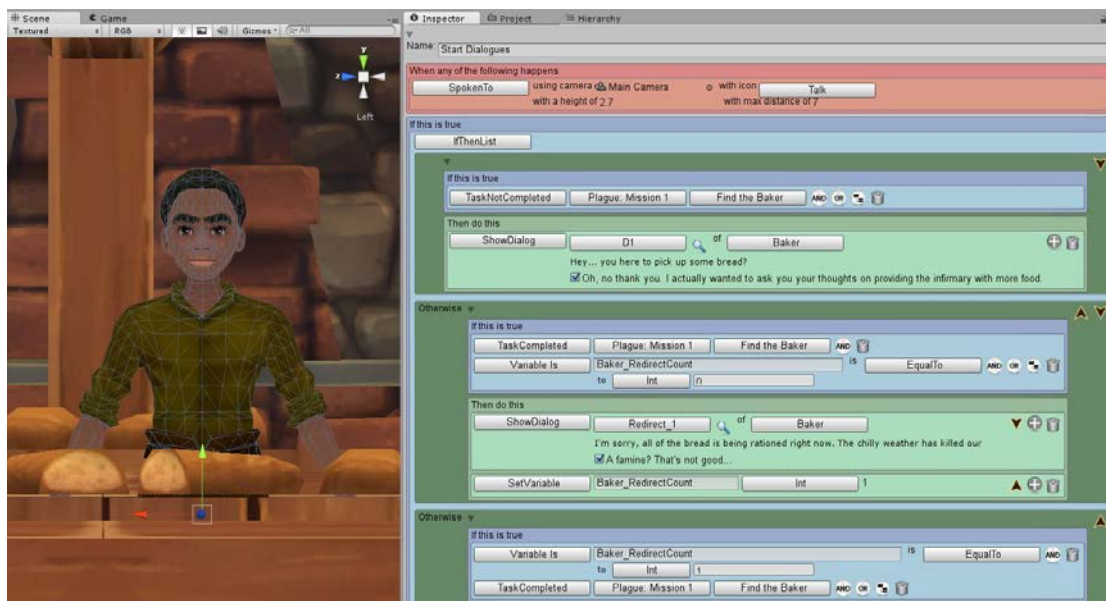 Scene Game
Textured RGB Gizmos All
y
z
Left
Inspector Project Hierarchy
Name: Start Dialogues
When any of the following happens
SpokenTo using camera Main Camera with icon Talk
with a height of 2.7 with max distance of 7
If this is true
IfThenList
If this is true
TaskNotCompleted Plague: Mission 1 Find the Baker AND OR
Then do this
ShowDialog D1 of Baker
Hey... you here to pick up some bread?
Oh, no thank you. I actually wanted to ask you your thoughts on providing the infirmary with more food.
Otherwise
If this is true
TaskCompleted Plague: Mission 1 Find the Baker AND
Variable Is Baker_RedirectCount is EqualTo AND OR
to Int
Then do this
ShowDialog Redirect_1 of Baker
I'm sorry, all of the bread is being rationed right now. The chilly weather has killed our
A famine? That's not good...
SetVariable Baker_RedirectCount Int 1
Otherwise
If this is true
Variable Is Baker_RedirectCount is EqualTo AND
to Int 1
TaskCompleted Plague: Mission 1 Find the Baker AND OR